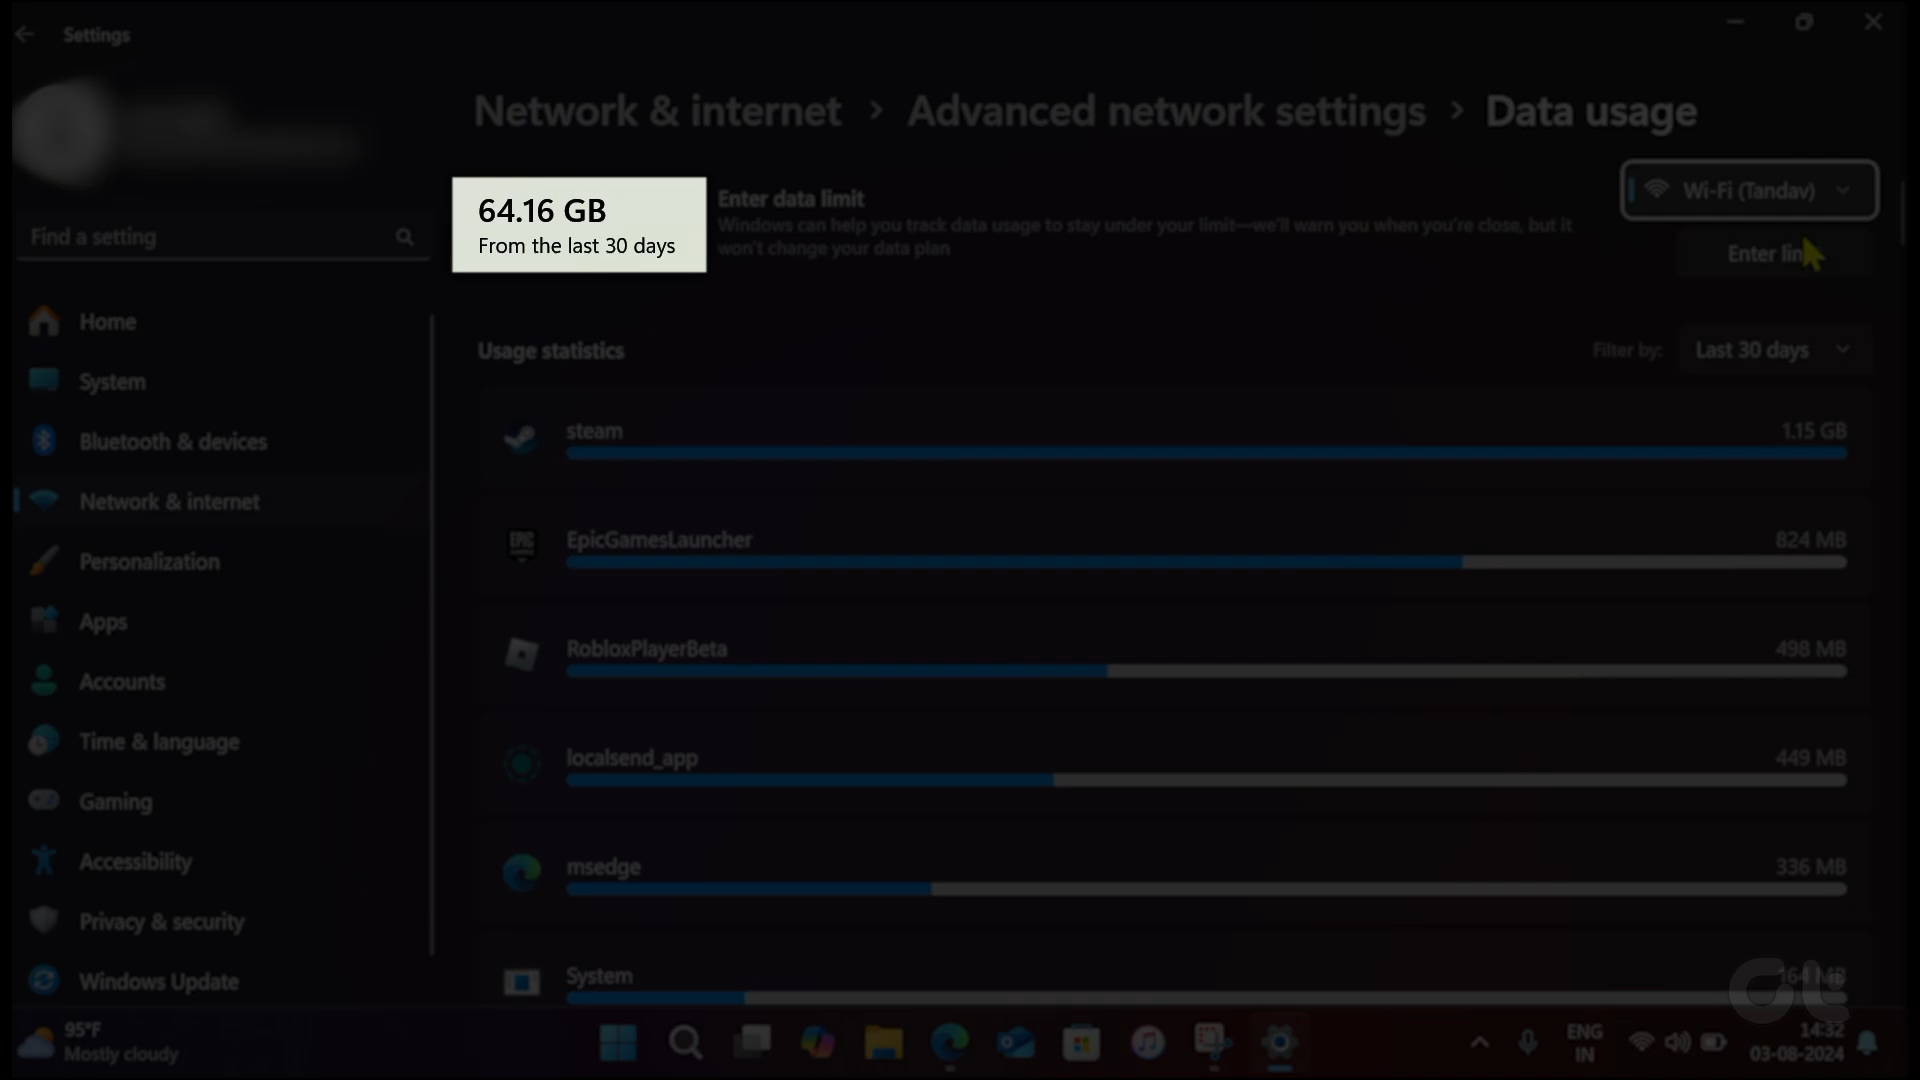 Settings
Network & internet > Advanced network settings > Data usage
64.16 GB
From the last 30 days
Enter data limit
Windows can help you track data usage to stay under your limit—we'll warn you when you're close, but it
won't change your data plan
Wi-Fi (Tandav)
Enter lim
Find a setting
Home
System
Bluetooth & devices
Network & internet
Personalization
Apps
Accounts
Time & language
Gaming
Accessibility
Privacy & security
Windows Update
Usage statistics
Filter by: Last 30 days
steam 1.15 GB
EPIC
EpicGamesLauncher 824 MB
RobloxPlayerBeta 498 MB
localsend_app 449 MB
msedge 336 MB
System 164 MB
GL
95°F
Mostly cloudy
ENG
IN
14:32
03-08-2024